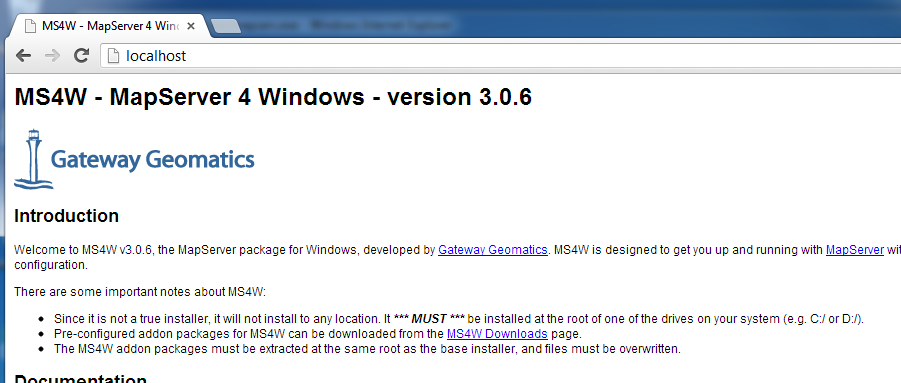 MS4W - MapServer 4 Wind
localhost
MS4W - MapServer 4 Windows - version 3.0.6
Gateway Geomatics
Introduction
Welcome to MS4W v3.0.6, the MapServer package for Windows, developed by Gateway Geomatics. MS4W is designed to get you up and running with MapServer wit
configuration.
There are some important notes about MS4W:
Since it is not a true installer, it will not install to any location. It *** MUST *** be installed at the root of one of the drives on your system (e.g. C:/ or D:/).
Pre-configured addon packages for MS4W can be downloaded from the MS4W Downloads page.
The MS4W addon packages must be extracted at the same root as the base installer, and files must be overwritten.
Documentation